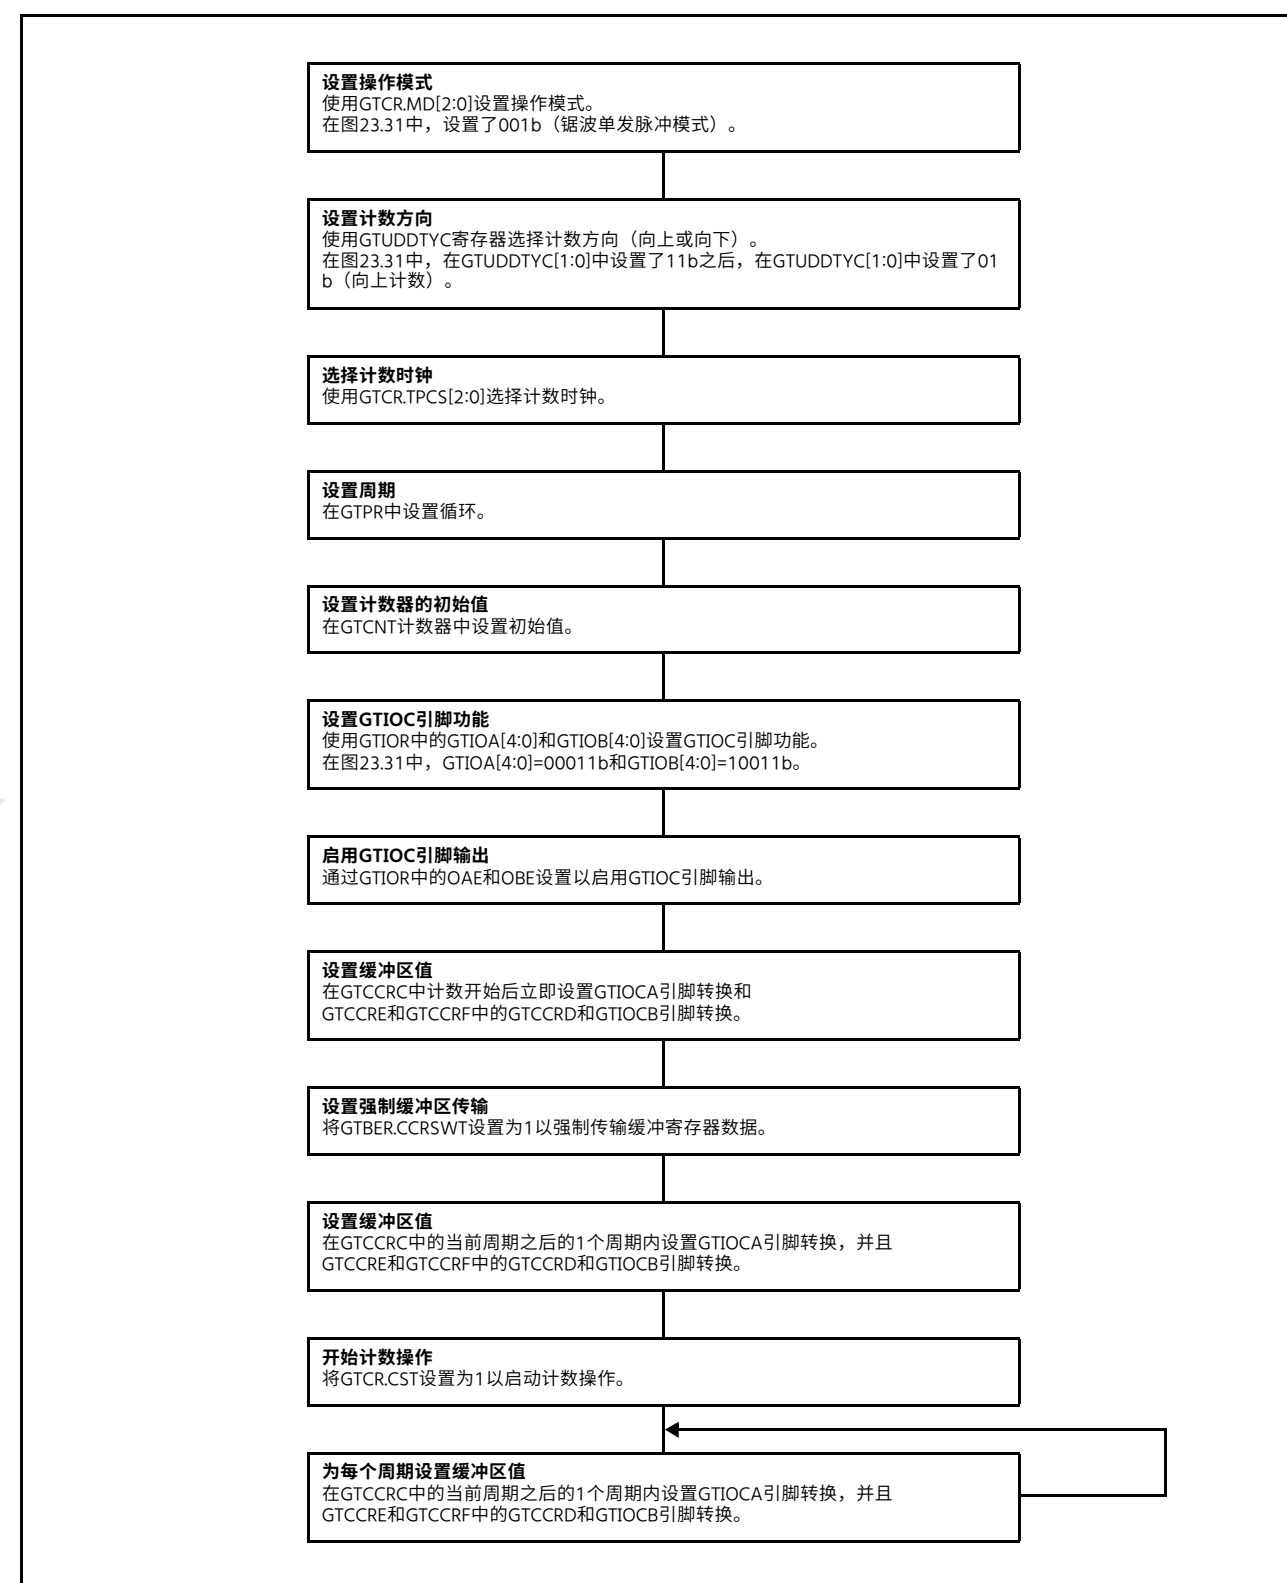 设置操作模式
使用GTCR.MD[2:0]设置操作模式。
在图23.31中，设置了001b（锯波单发脉冲模式）。
设置计数方向
使用GTUDDTYC寄存器选择计数方向（向上或向下）。
在图23.31中，在GTUDDTYC[1:0]中设置了11b之后，在GTUDDTYC[1:0]中设置了01
b（向上计数）。
选择计数时钟
使用GTCR.TPCS[2:0]选择计数时钟。
设置周期
在GTPR中设置循环。
设置计数器的初始值
在GTCNT计数器中设置初始值。
设置GTIOC引脚功能
使用GTIOR中的GTIOA[4:0]和GTIOB[4:0]设置GTIOC引脚功能。
在图23.31中，GTIOA[4:0]=00011b和GTIOB[4:0]=10011b。
启用GTIOC引脚输出
通过GTIOR中的OAE和OBE设置以启用GTIOC引脚输出。
设置缓冲区值
在GTCCRC中计数开始后立即设置GTIOCA引脚转换和
GTCCRE和GTCCRF中的GTCCRD和GTIOCB引脚转换。
设置强制缓冲区传输
将GTBER.CCRSWT设置为1以强制传输缓冲寄存器数据。
设置缓冲区值
在GTCCRC中的当前周期之后的1个周期内设置GTIOCA引脚转换，并且
GTCCRE和GTCCRF中的GTCCRD和GTIOCB引脚转换。
开始计数操作
将GTCR.CST设置为1以启动计数操作。
为每个周期设置缓冲区值
在GTCCRC中的当前周期之后的1个周期内设置GTIOCA引脚转换，并且
GTCCRE和GTCCRF中的GTCCRD和GTIOCB引脚转换。